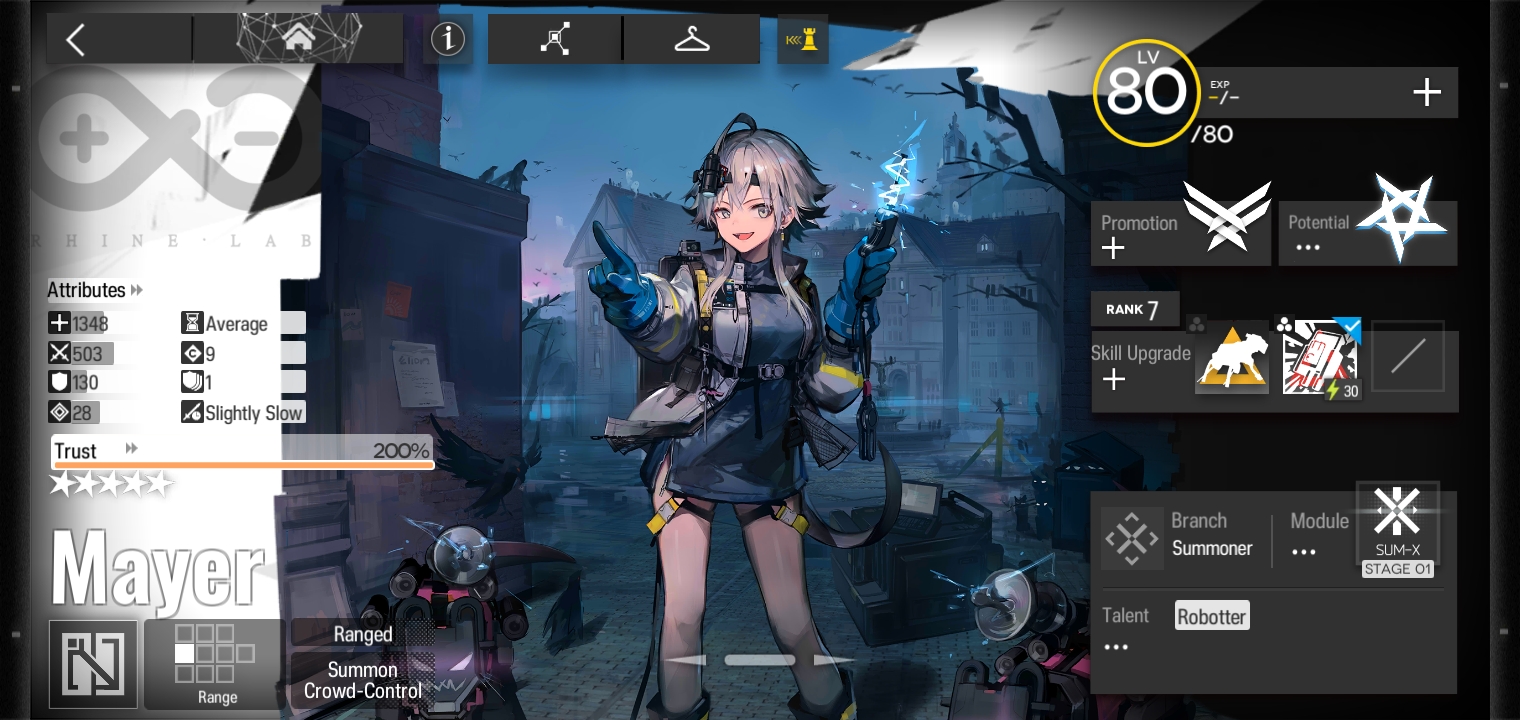 LV
80
/80
EXP
-/-
RHINE·LAB
Promotion
Potential
Attributes
1348
Average
503
9
130
1
28
Slightly Slow
RANK 7
Skill Upgrade
30
Trust
200%
Mayer
Branch
Summoner
Module
SUM-X
STAGE 01
Talent
Robotter
Range
Ranged
Summon
Crowd-Control